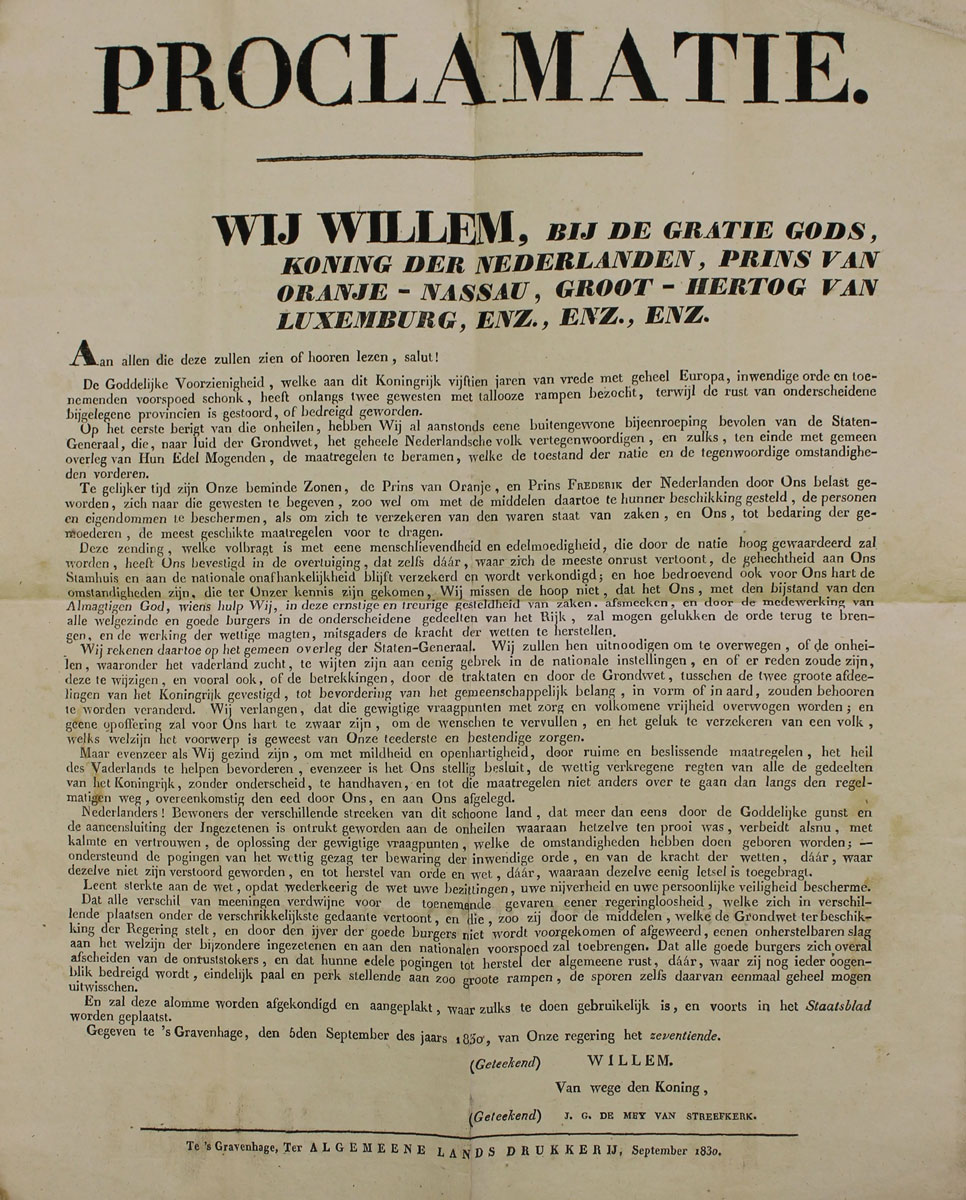 PROCLAMATIE.
WIJ WILLEM, BIJ DE GRATIE GODS,
KONING DER NEDERLANDEN, PRINS VAN
ORANJE - NASSAU, GROOT - HERTOG VAN
LUXEMBURG, ENZ., ENZ., ENZ.
Aan allen die deze zullen zien of hooren lezen, salut!
De Goddelijke Voorzienigheid, welke aan dit Koningrijk vijftien jaren van vrede met geheel Europa, inwendige orde en toe-
nemenden voorspoed schonk, heeft onlangs twee gewesten met tallooze rampen bezocht, terwijl de rust van onderscheidene
bijgelegene provincien is gestoord, of bedreigd geworden.
Op het eerste berigt van die onheilen, hebben Wij al aanstonds eene buitengewone bijeenroeping bevolen van de Staten-
Generaal, die, naar luid der Grondwet, het geheele Nederlandsche volk vertegenwoordigen, en zulks, ten einde met gemeen
overleg van Hun Edel Mogenden, de maatregelen te beramen, welke de toestand der natie en de tegenwoordige omstandighe-
den vorderen.
Te gelijker tijd zijn Onze beminde Zonen, de Prins van Oranje, en Prins FREDERIK der Nederlanden door Ons belast ge-
worden, zich naar die gewesten te begeven, zoo wel om met de middelen daartoe te hunner beschikking gesteld, de personen
en eigendommen te beschermen, als om zich te verzekeren van den waren staat van zaken, en Ons, tot bedaring der ge-
moederen, de meest geschikte maatregelen voor te dragen.
Deze zending, welke volbragt is met eene menschlievendheid en edelmoedigheid, die door de natie hoog gewaardeerd zal
worden, heeft Ons bevestigd in de overtuiging, dat zelfs dáár, waar zich de meeste onrust vertoont, de gehechtheid aan Ons
Stamhuis en aan de nationale onafhankelijkheid blijft verzekerd en wordt verkondigd; en hoe bedroevend ook voor Ons hart de
omstandigheden zijn, die ter Onzer kennis zijn gekomen, Wij missen de hoop niet, dat het Ons, met den bijstand van den
Almagtigen God, wiens hulp Wij, in deze ernstige en treurige gesteldheid van zaken, afsmeeken, en door de medewerking van
alle welgezinde en goede burgers in de onderscheidene gedeelten van het Rijk, zal mogen gelukken de orde terug te bren-
gen, en de werking der wettige magten, mitsgaders de kracht der wetten te herstellen.
Wij rekenen daartoe op het gemeen overleg der Staten-Generaal. Wij zullen hen uitnoodigen om te overwegen, of de onhei-
len, waaronder het vaderland zucht, te wijten zijn aan eenig gebrek in de nationale instellingen, en of er reden zoude zijn,
deze te wijzigen, en vooral ook, of de betrekkingen, door de traktaten en door de Grondwet, tusschen de twee groote afdee-
lingen van het Koningrijk gevestigd, tot bevordering van het gemeenschappelijk belang, in vorm of in aard, zouden behooren
te worden veranderd. Wij verlangen, dat die gewigtige vraagpunten met zorg en volkomene vrijheid overwogen worden; en
geene opoffering zal voor Ons hart te zwaar zijn, om de wenschen te vervullen, en het geluk te verzekeren van een volk,
welks welzijn het voorwerp is geweest van Onze teederste en bestendige zorgen.
Maar evenzeer als Wij gezind zijn, om met mildheid en openhartigheid, door ruime en beslissende maatregelen, het heil
des Vaderlands te helpen bevorderen, evenzeer is het Ons stellig besluit, de wettig verkregene regten van alle de gedeelten
van het Koningrijk, zonder onderscheid, te handhaven, en tot die maatregelen niet anders over te gaan dan langs den regel-
matigen weg, overeenkomstig den eed door Ons, en aan Ons afgelegd.
Nederlanders! Bewoners der verschillende streeken van dit schoone land, dat meer dan eens door de Goddelijke gunst en
de aaneensluiting der Ingezetenen is ontrukt geworden aan de onheilen waaraan hetzelve ten prooi was, verbeidt alsnu, met
kalmte en vertrouwen, de oplossing der gewigtige vraagpunten, welke de omstandigheden hebben doen geboren worden; —
ondersteund de pogingen van het wettig gezag ter bewaring der inwendige orde, en van de kracht der wetten, dáár, waar
dezelve niet zijn verstoord geworden, en tot herstel van orde en wet, dáár, waaraan dezelve eenig letsel is toegebragt.
Leent sterkte aan de wet, opdat wederkeerig de wet uwe bezittingen, uwe nijverheid en uwe persoonlijke veiligheid bescherme.
Dat alle verschil van meeningen verdwijne voor de toenemende gevaren eener regeringloosheid, welke zich in verschil-
lende plaatsen onder de verschrikkelijkste gedaante vertoont, en die, zoo zij door de middelen, welke de Grondwet ter beschik-
king der Regering stelt, en door den ijver der goede burgers niet wordt voorgekomen of afgeweerd, eenen onherstelbaren slag
aan het welzijn der bijzondere ingezetenen en aan den nationalen voorspoed zal toebrengen. Dat alle goede burgers zich overal
afscheiden van de onruststokers, en dat hunne edele pogingen tot herstel der algemeene rust, dáár, waar zij nog ieder oogen-
blik bedreigd wordt, eindelijk paal en perk stellende aan zoo groote rampen, de sporen zelfs daarvan eenmaal geheel mogen
uitwisschen.
En zal deze alomme worden afgekondigd en aangeplakt, waar zulks te doen gebruikelijk is, en voorts in het Staatsblad
worden geplaatst.
Gegeven te 's Gravenhage, den 5den September des jaars 1830, van Onze regering het zeventiende.
(Geteekend) WILLEM.
Van wege den Koning,
(Geteekend) J. G. DE MEY VAN STREEFKERK.
Te 's Gravenhage, Ter ALGEMEENE LANDS DRUKKERIJ, September 1830.